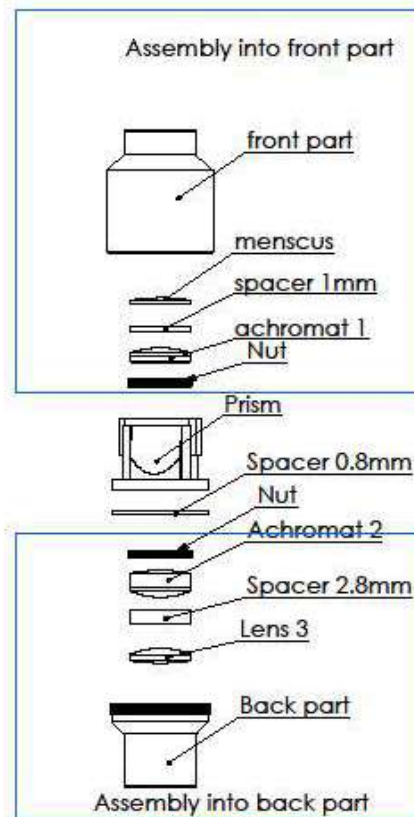 Assembly into front part
front part
menscus
spacer 1mm
achromat 1
Nut
Prism
Spacer 0.8mm
Nut
Achromat 2
Spacer 2.8mm
Lens 3
Back part
Assembly into back part